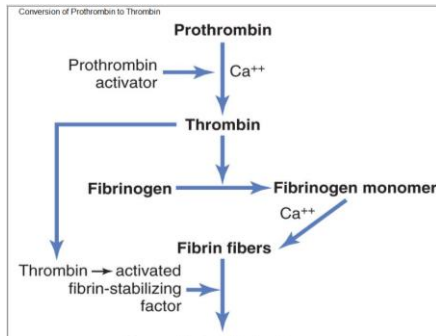 Conversion of Prothrombin to Thrombin
Prothrombin
Prothrombin
activator
Ca++
Thrombin
Fibrinogen
Fibrinogen monomer
Ca++
Fibrin fibers
Thrombin → activated
fibrin-stabilizing
factor